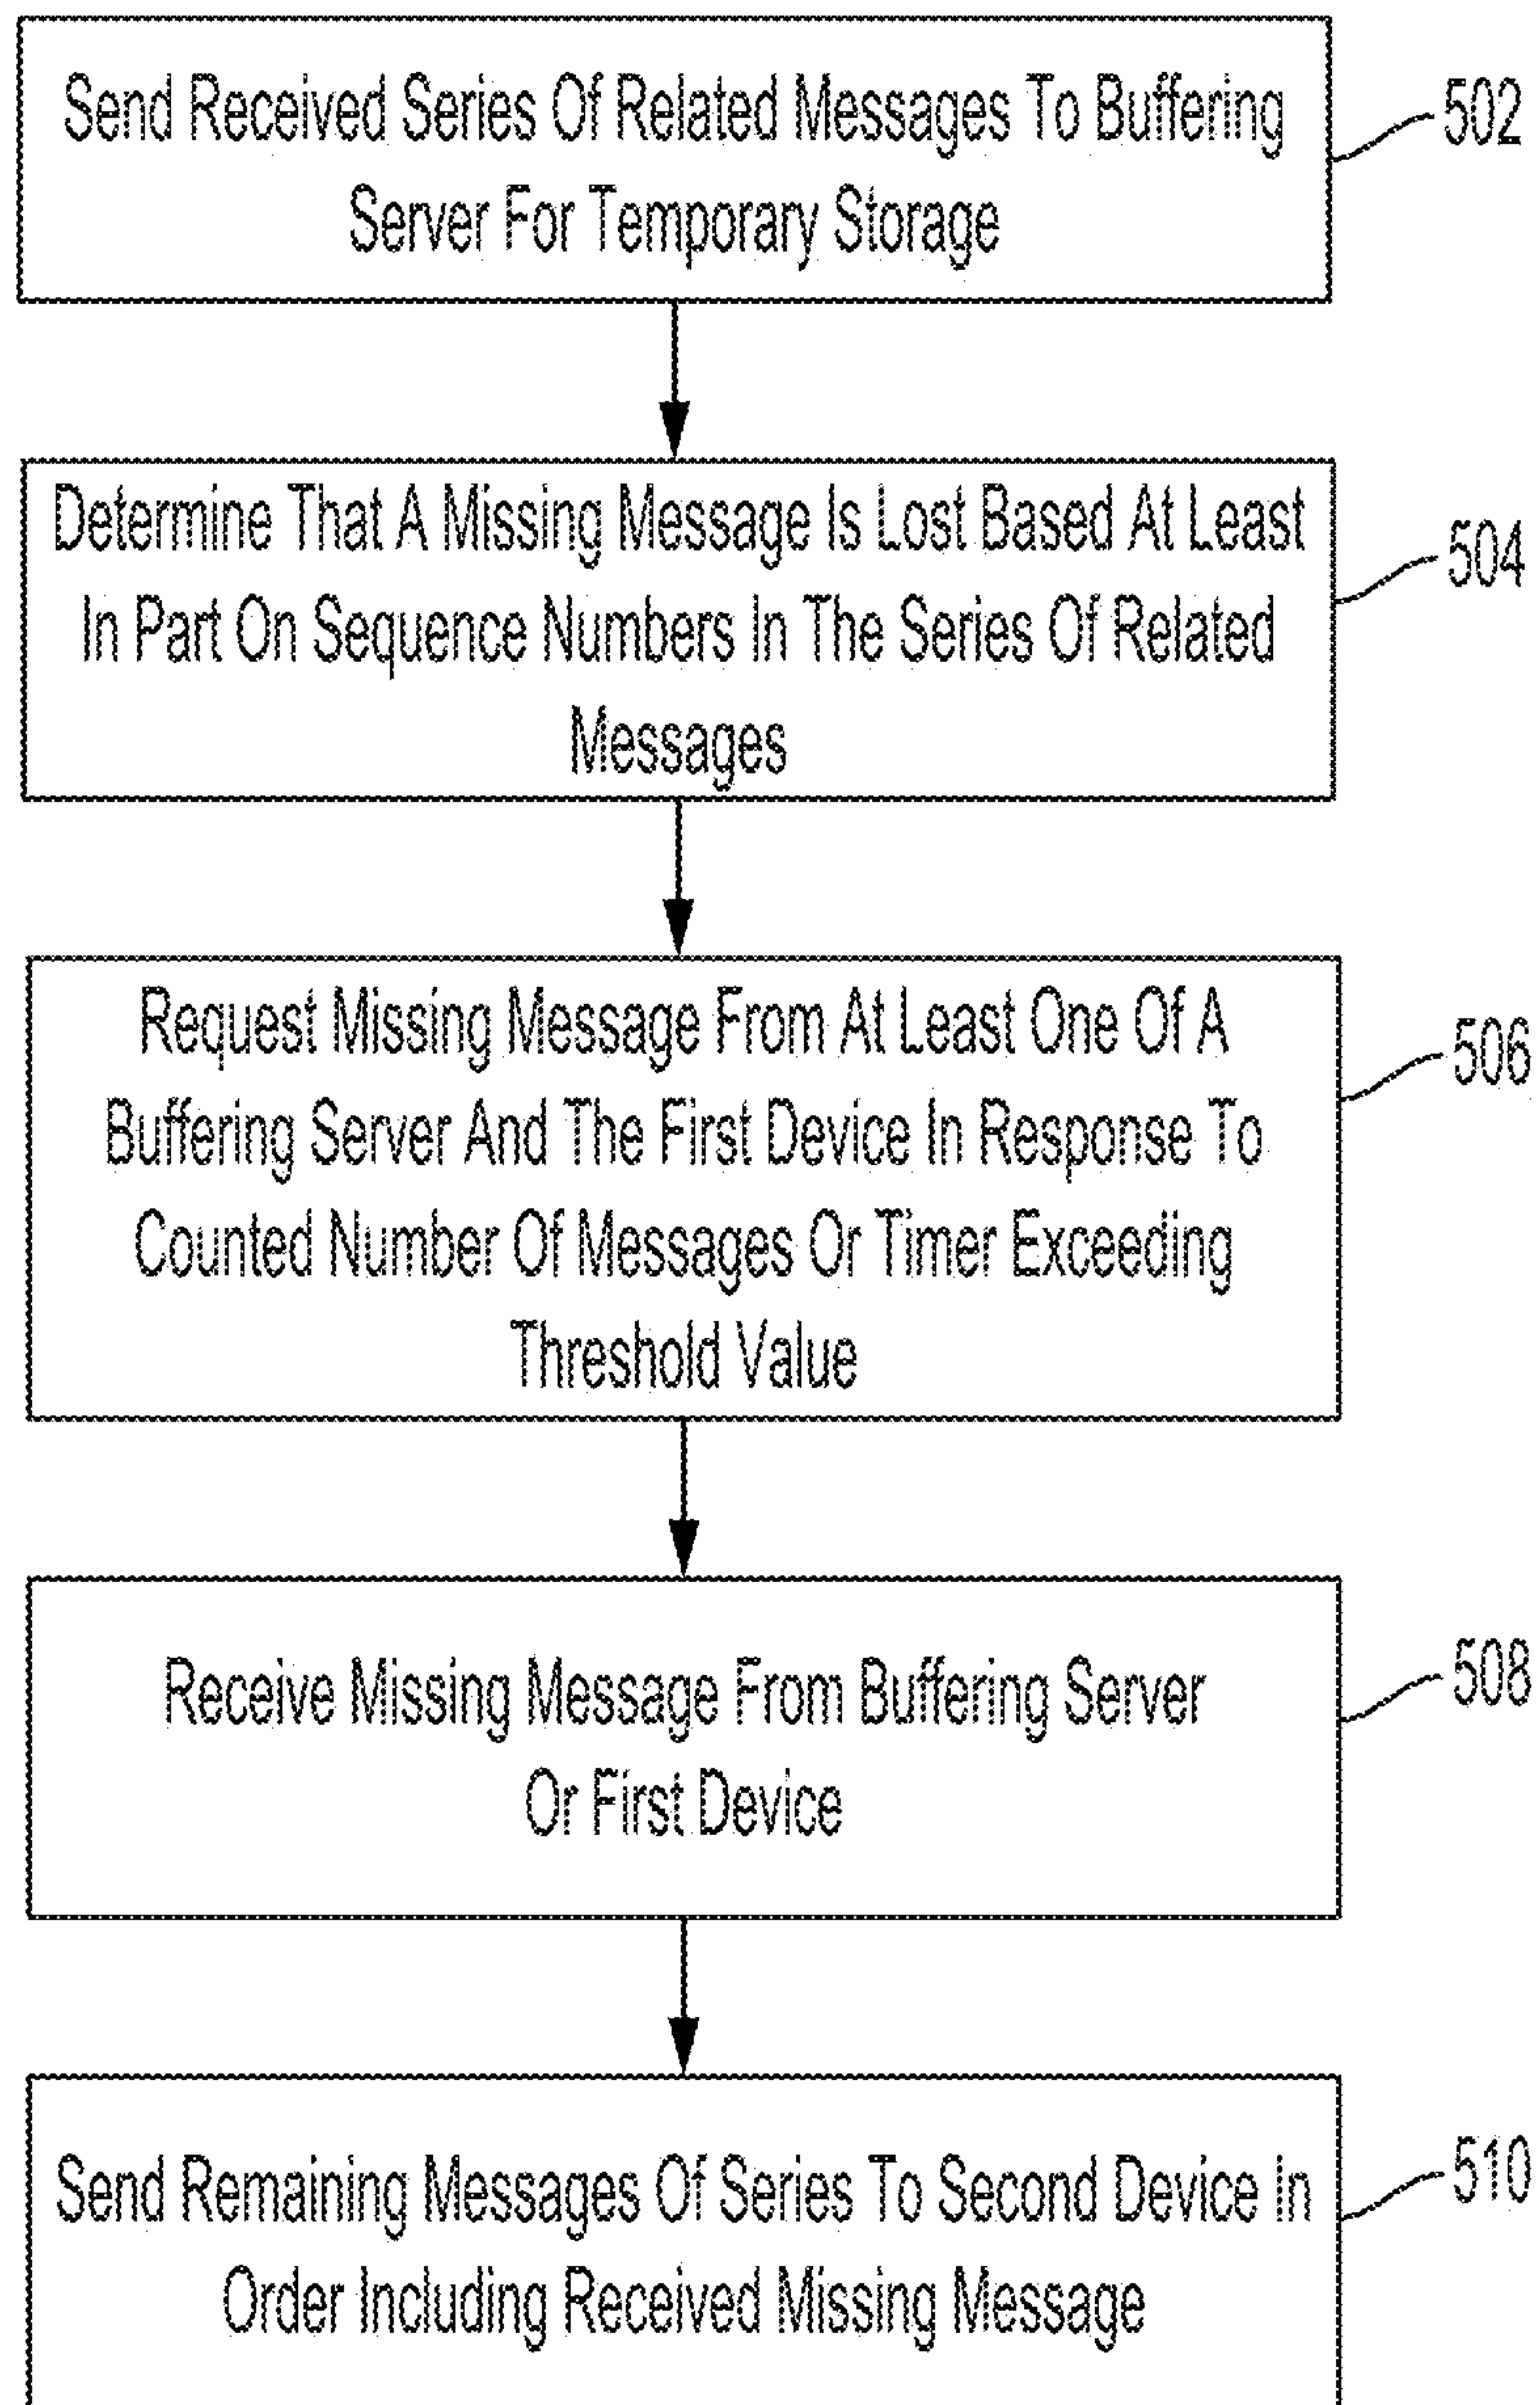 Send Received Series Of Related Messages To Buffering
Server For Temporary Storage
502
Determine That A Missing Message Is Lost Based At Least
In Part On Sequence Numbers In The Series Of Related
Messages
504
Request Missing Message From At Least One Of A
Buffering Server And The First Device In Response To
Counted Number Of Messages Or Timer Exceeding
Threshold Value
506
Receive Missing Message From Buffering Server
Or First Device
508
Send Remaining Messages Of Series To Second Device In
Order Including Received Missing Message
510